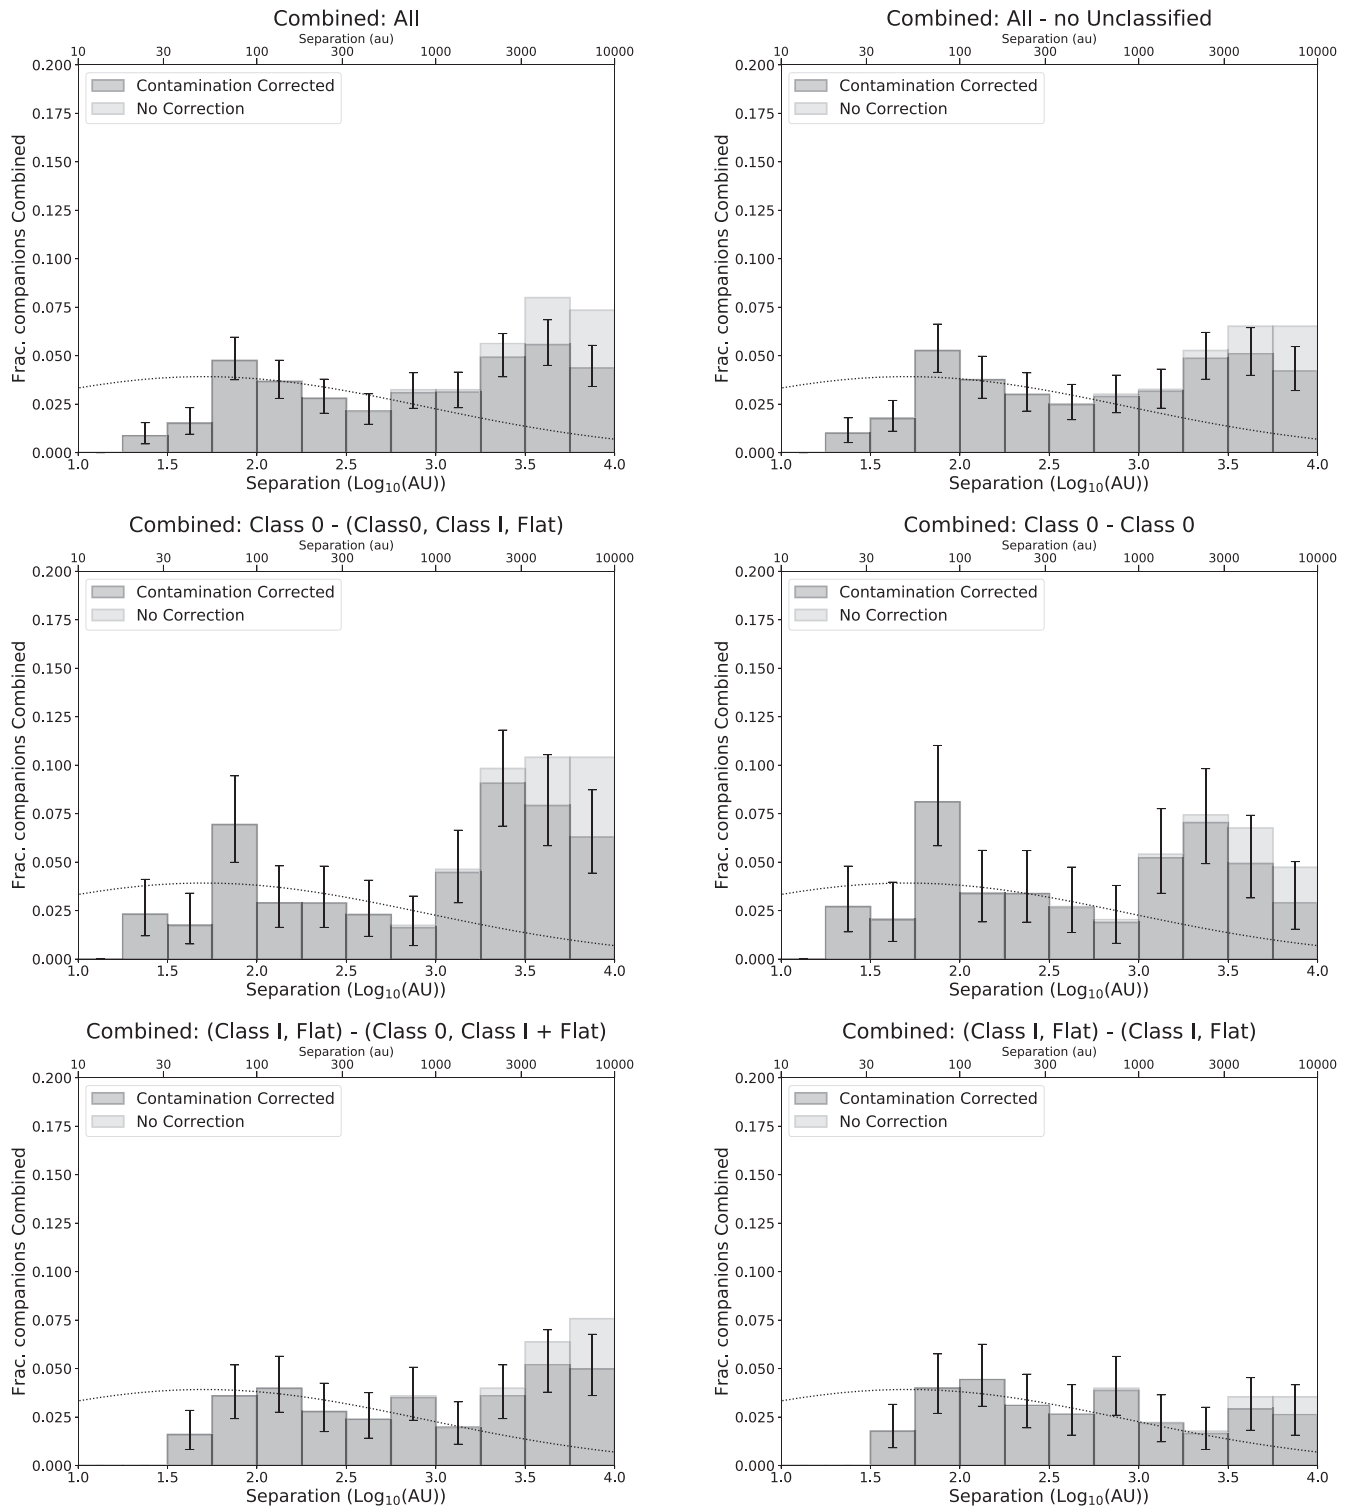 Combined: All
Separation (au)
10 30 100 300 1000 3000 10000
0.200
0.175
0.150
0.125
0.100
0.075
0.050
0.025
0.000
Frac. companions Combined
Contamination Corrected
No Correction
1.0 1.5 2.0 2.5 3.0 3.5 4.0
Separation (Log₁₀(AU))
Combined: All - no Unclassified
Separation (au)
10 30 100 300 1000 3000 10000
0.200
0.175
0.150
0.125
0.100
0.075
0.050
0.025
0.000
Frac. companions Combined
Contamination Corrected
No Correction
1.0 1.5 2.0 2.5 3.0 3.5 4.0
Separation (Log₁₀(AU))
Combined: Class 0 - (Class0, Class I, Flat)
Separation (au)
10 30 100 300 1000 3000 10000
0.200
0.175
0.150
0.125
0.100
0.075
0.050
0.025
0.000
Frac. companions Combined
Contamination Corrected
No Correction
1.0 1.5 2.0 2.5 3.0 3.5 4.0
Separation (Log₁₀(AU))
Combined: Class 0 - Class 0
Separation (au)
10 30 100 300 1000 3000 10000
0.200
0.175
0.150
0.125
0.100
0.075
0.050
0.025
0.000
Frac. companions Combined
Contamination Corrected
No Correction
1.0 1.5 2.0 2.5 3.0 3.5 4.0
Separation (Log₁₀(AU))
Combined: (Class I, Flat) - (Class 0, Class I + Flat)
Separation (au)
10 30 100 300 1000 3000 10000
0.200
0.175
0.150
0.125
0.100
0.075
0.050
0.025
0.000
Frac. companions Combined
Contamination Corrected
No Correction
1.0 1.5 2.0 2.5 3.0 3.5 4.0
Separation (Log₁₀(AU))
Combined: (Class I, Flat) - (Class I, Flat)
Separation (au)
10 30 100 300 1000 3000 10000
0.200
0.175
0.150
0.125
0.100
0.075
0.050
0.025
0.000
Frac. companions Combined
Contamination Corrected
No Correction
1.0 1.5 2.0 2.5 3.0 3.5 4.0
Separation (Log₁₀(AU))